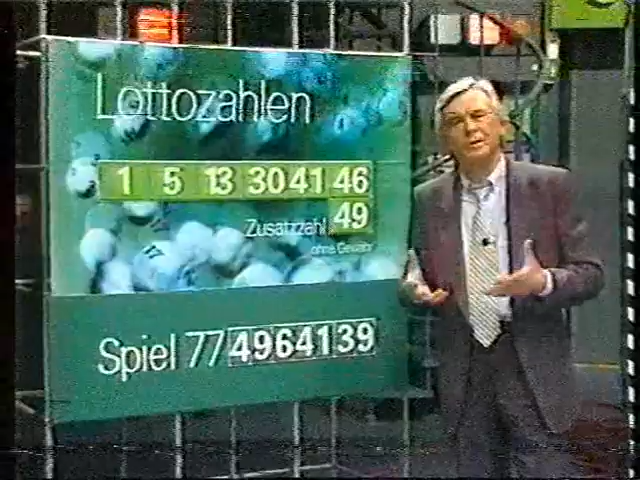 Lottozahlen
1 5 13 30 41 46
Zusatzzahl 49
ohne Gewähr
Spiel 77 4964139